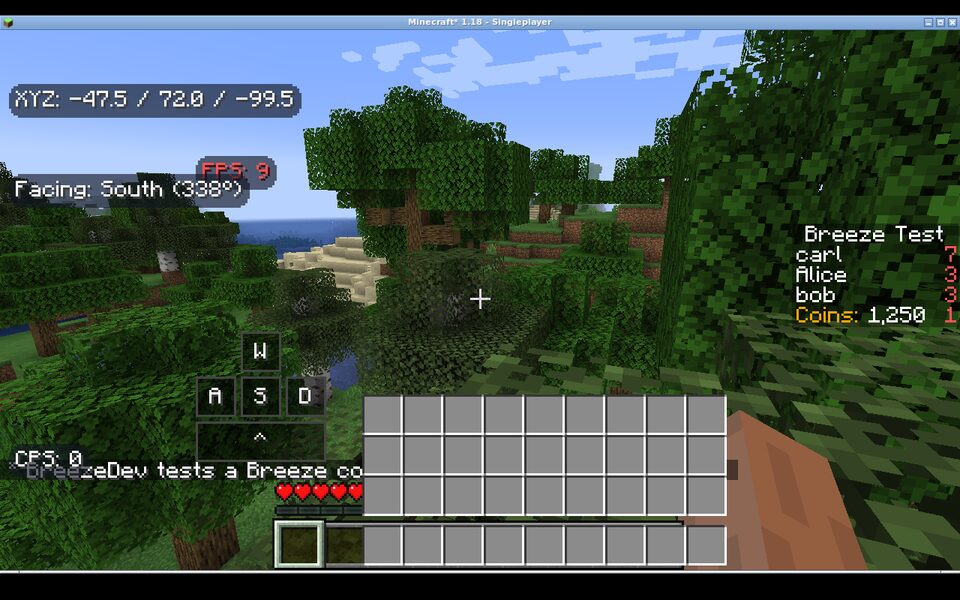 Minecraft* 1.18 - Singleplayer
XYZ: -47.5 / 72.0 / -99.5
FPS: 9
Facing: South (338°)
Breeze Test
carl 7
Alice 3
bob 3
Coins: 1,250 1
W
A S D
^
CPS: 0
BreezeDev tests a Breeze co